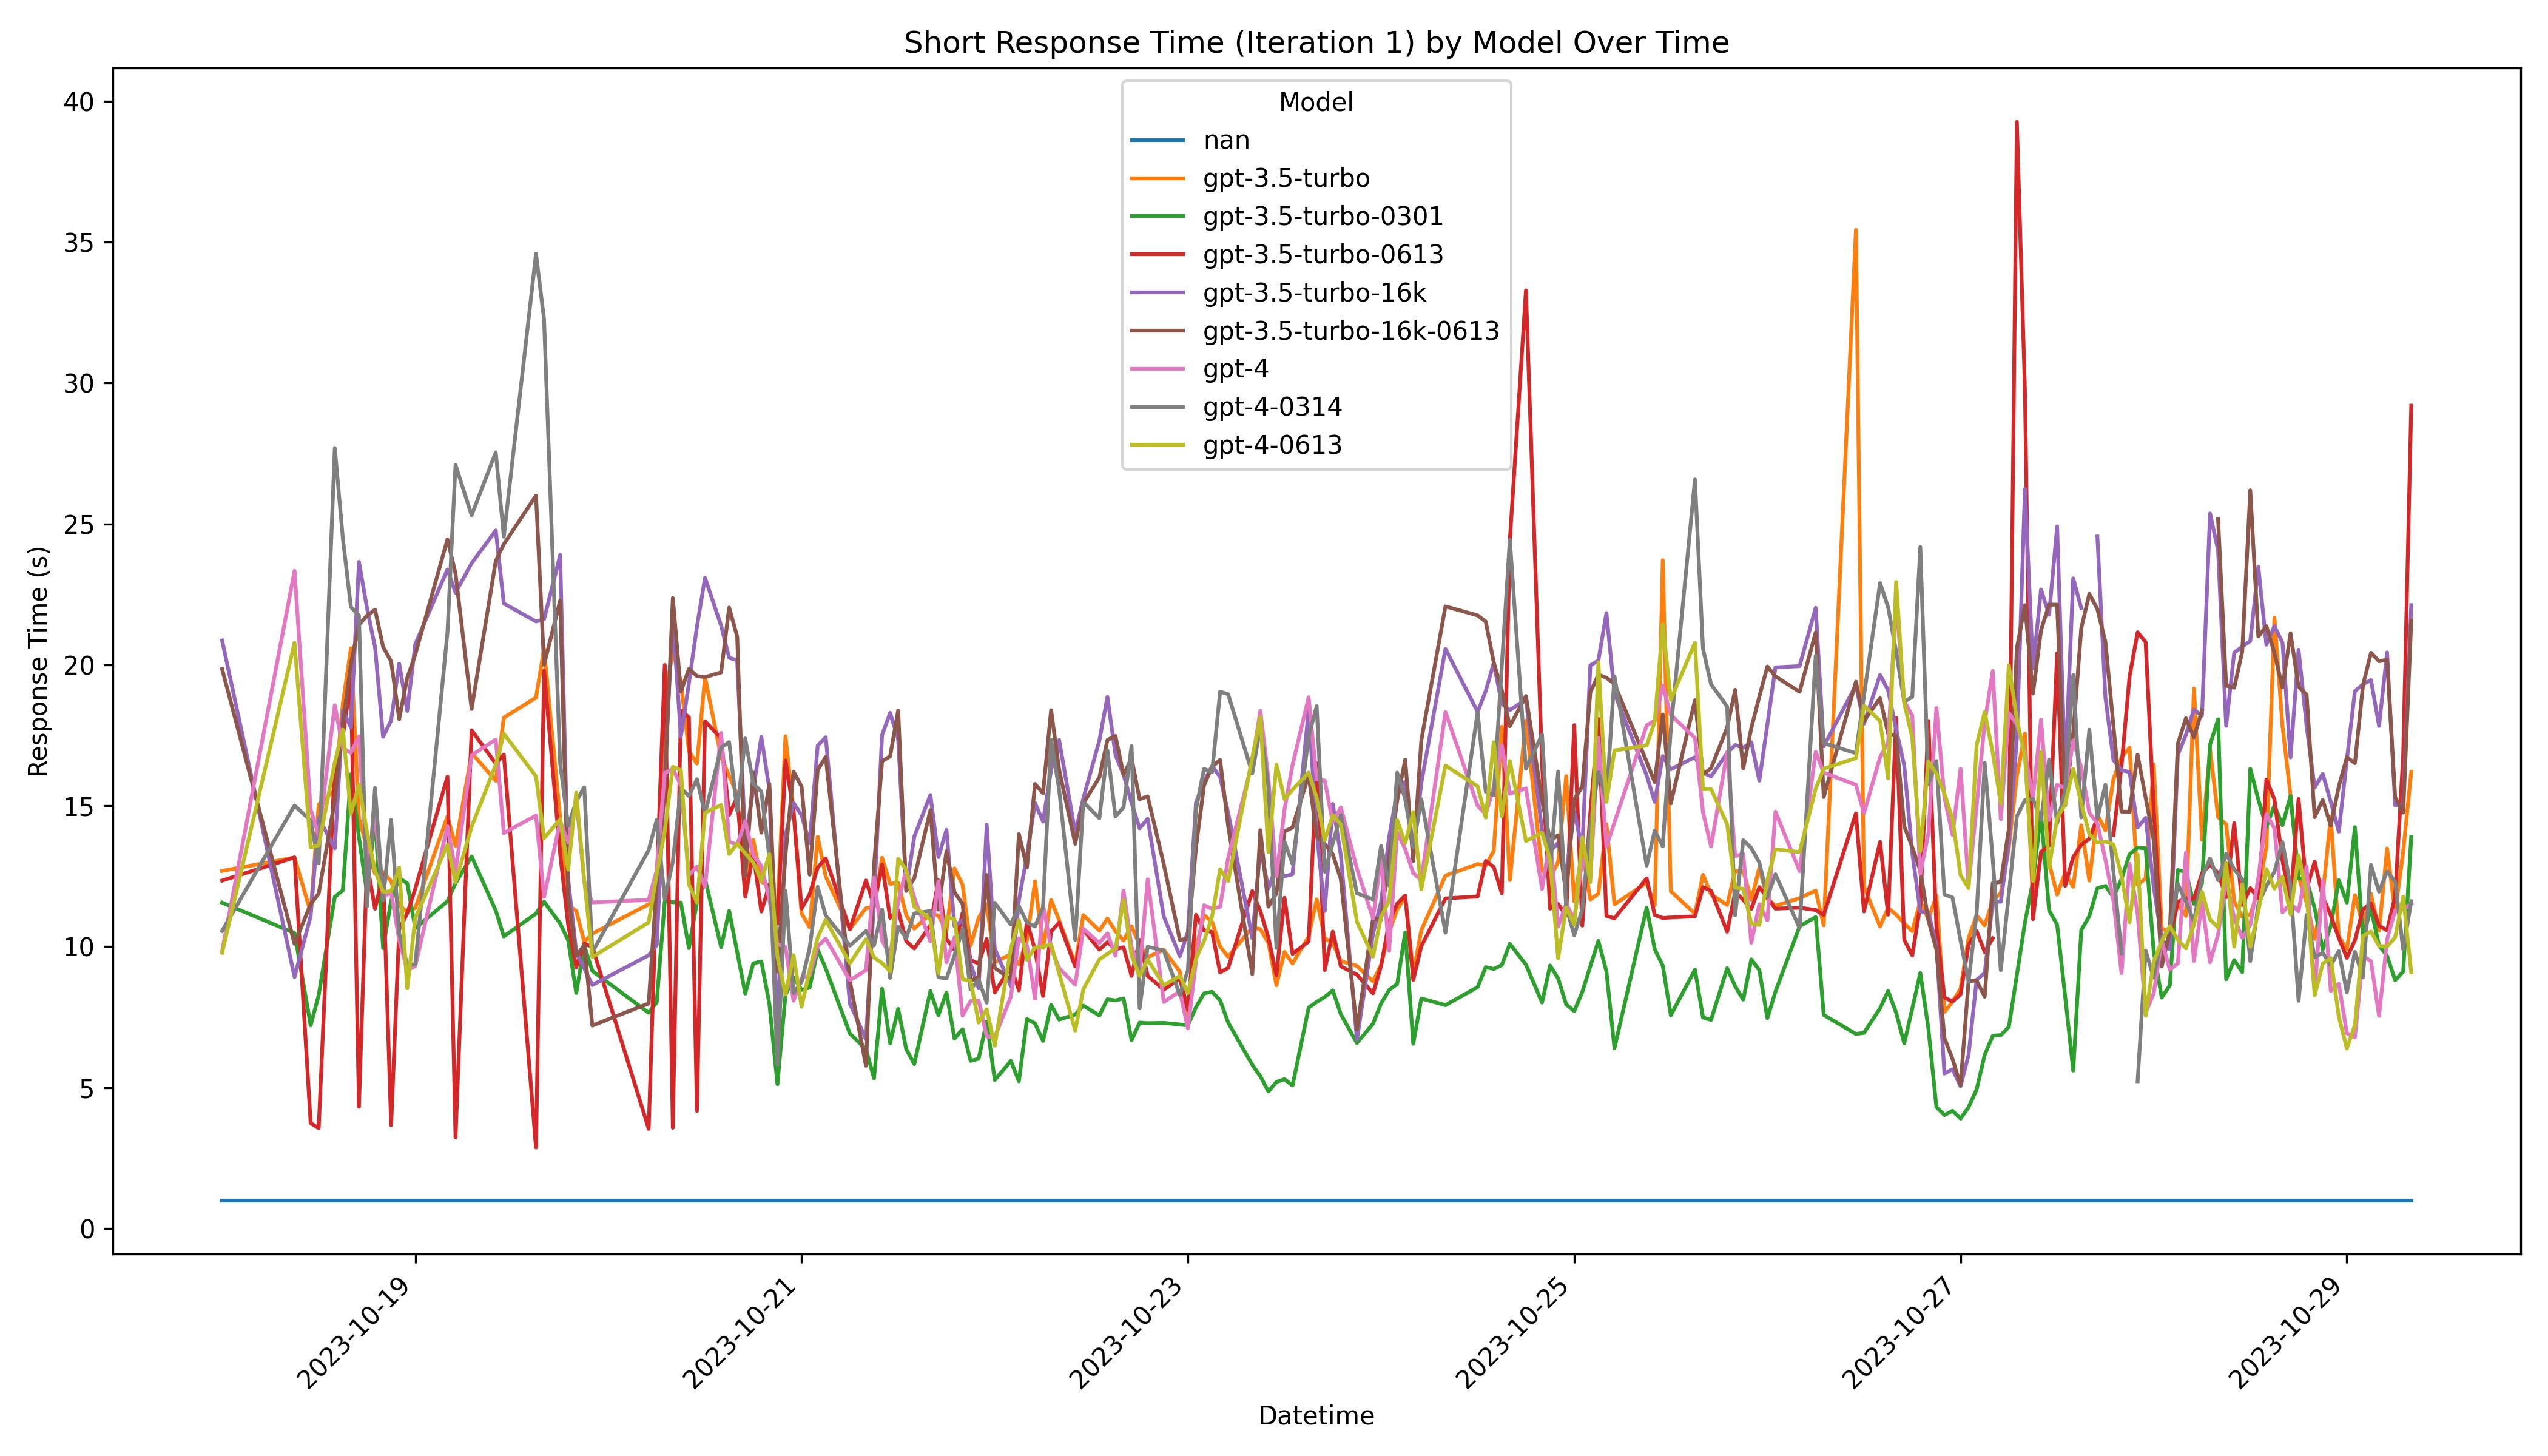 Short Response Time (Iteration 1) by Model Over Time
Model
nan
gpt-3.5-turbo
gpt-3.5-turbo-0301
gpt-3.5-turbo-0613
gpt-3.5-turbo-16k
gpt-3.5-turbo-16k-0613
gpt-4
gpt-4-0314
gpt-4-0613
Response Time (s)
40
35
30
25
20
15
10
5
0
2023-10-19
2023-10-21
2023-10-23
2023-10-25
2023-10-27
2023-10-29
Datetime